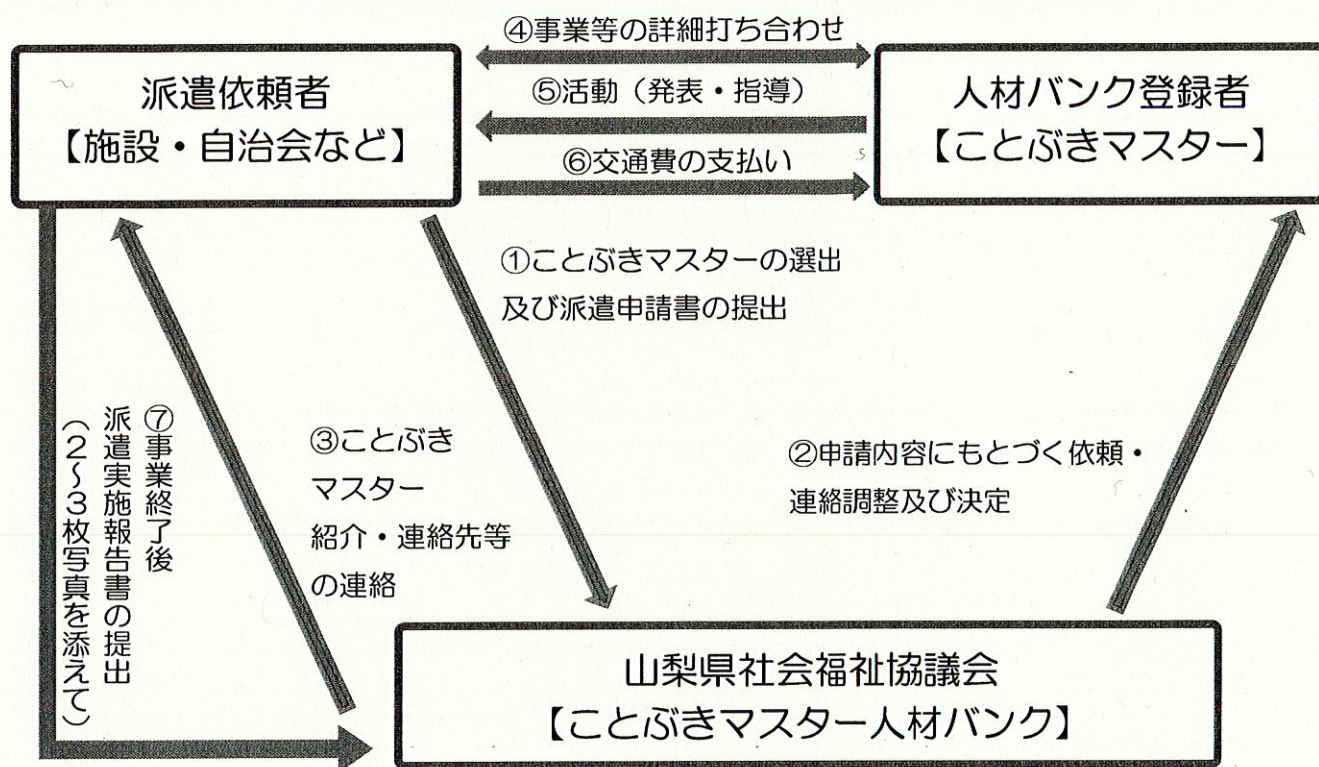 ④事業等の詳細打ち合わせ
派遣依頼者
【施設・自治会など】
⑤活動（発表・指導）
人材バンク登録者
【ことぶきマスター】
⑥交通費の支払い
①ことぶきマスターの選出
及び派遣申請書の提出
⑦事業終了後
派遣実施報告書の提出
（２～３枚写真を添えて）
③ことぶき
マスター
紹介・連絡先等
の連絡
②申請内容にもとづく依頼・
連絡調整及び決定
山梨県社会福祉協議会
【ことぶきマスター人材バンク】